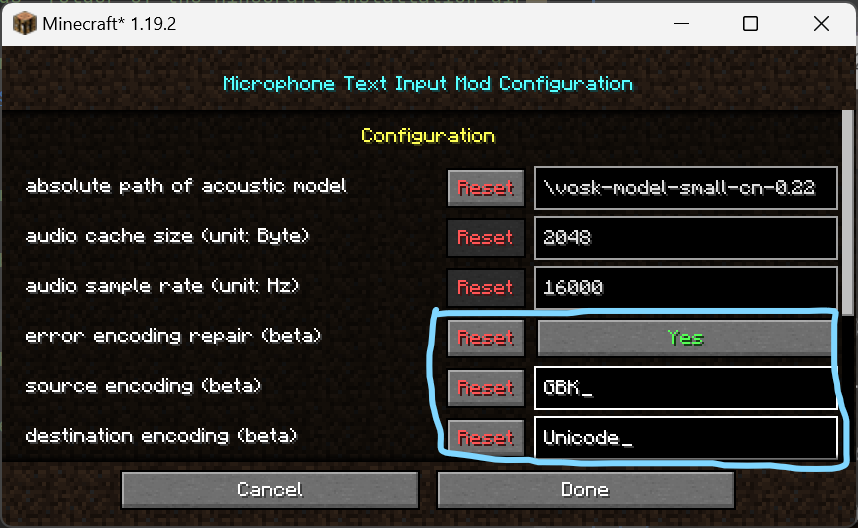 Minecraft* 1.19.2
Microphone Text Input Mod Configuration
Configuration
absolute path of acoustic model Reset \vosk-model-small-cn-0.22
audio cache size (unit: Byte) Reset 2048
audio sample rate (unit: Hz) Reset 16000
error encoding repair (beta) Reset Yes
source encoding (beta) Reset GBK_
destination encoding (beta) Reset Unicode_
Cancel Done